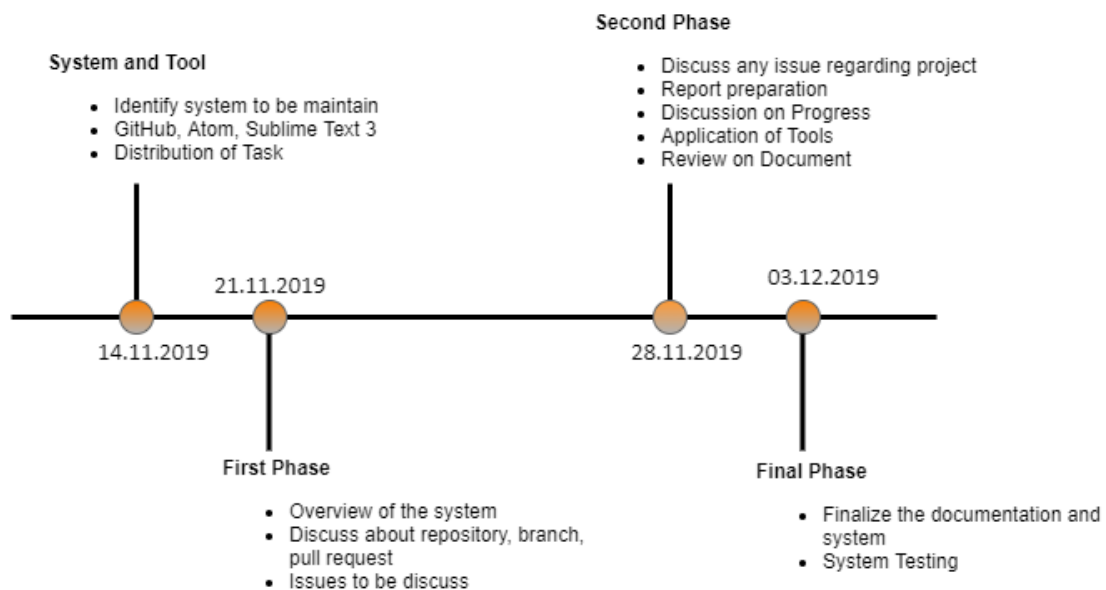 System and Tool
• Identify system to be maintain
• GitHub, Atom, Sublime Text 3
• Distribution of Task
14.11.2019
21.11.2019
First Phase
• Overview of the system
• Discuss about repository, branch,
pull request
• Issues to be discuss
Second Phase
• Discuss any issue regarding project
• Report preparation
• Discussion on Progress
• Application of Tools
• Review on Document
28.11.2019
03.12.2019
Final Phase
• Finalize the documentation and
system
• System Testing